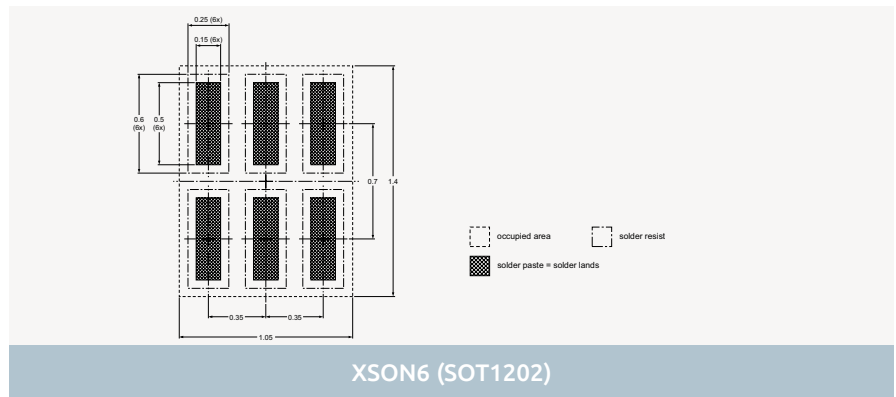 0.25 (6x)
0.15 (6x)
0.6
(6x)
0.5
(6x)
0.7
1.4
occupied area
solder resist
solder paste = solder lands
0.35
0.35
1.05
XSON6 (SOT1202)